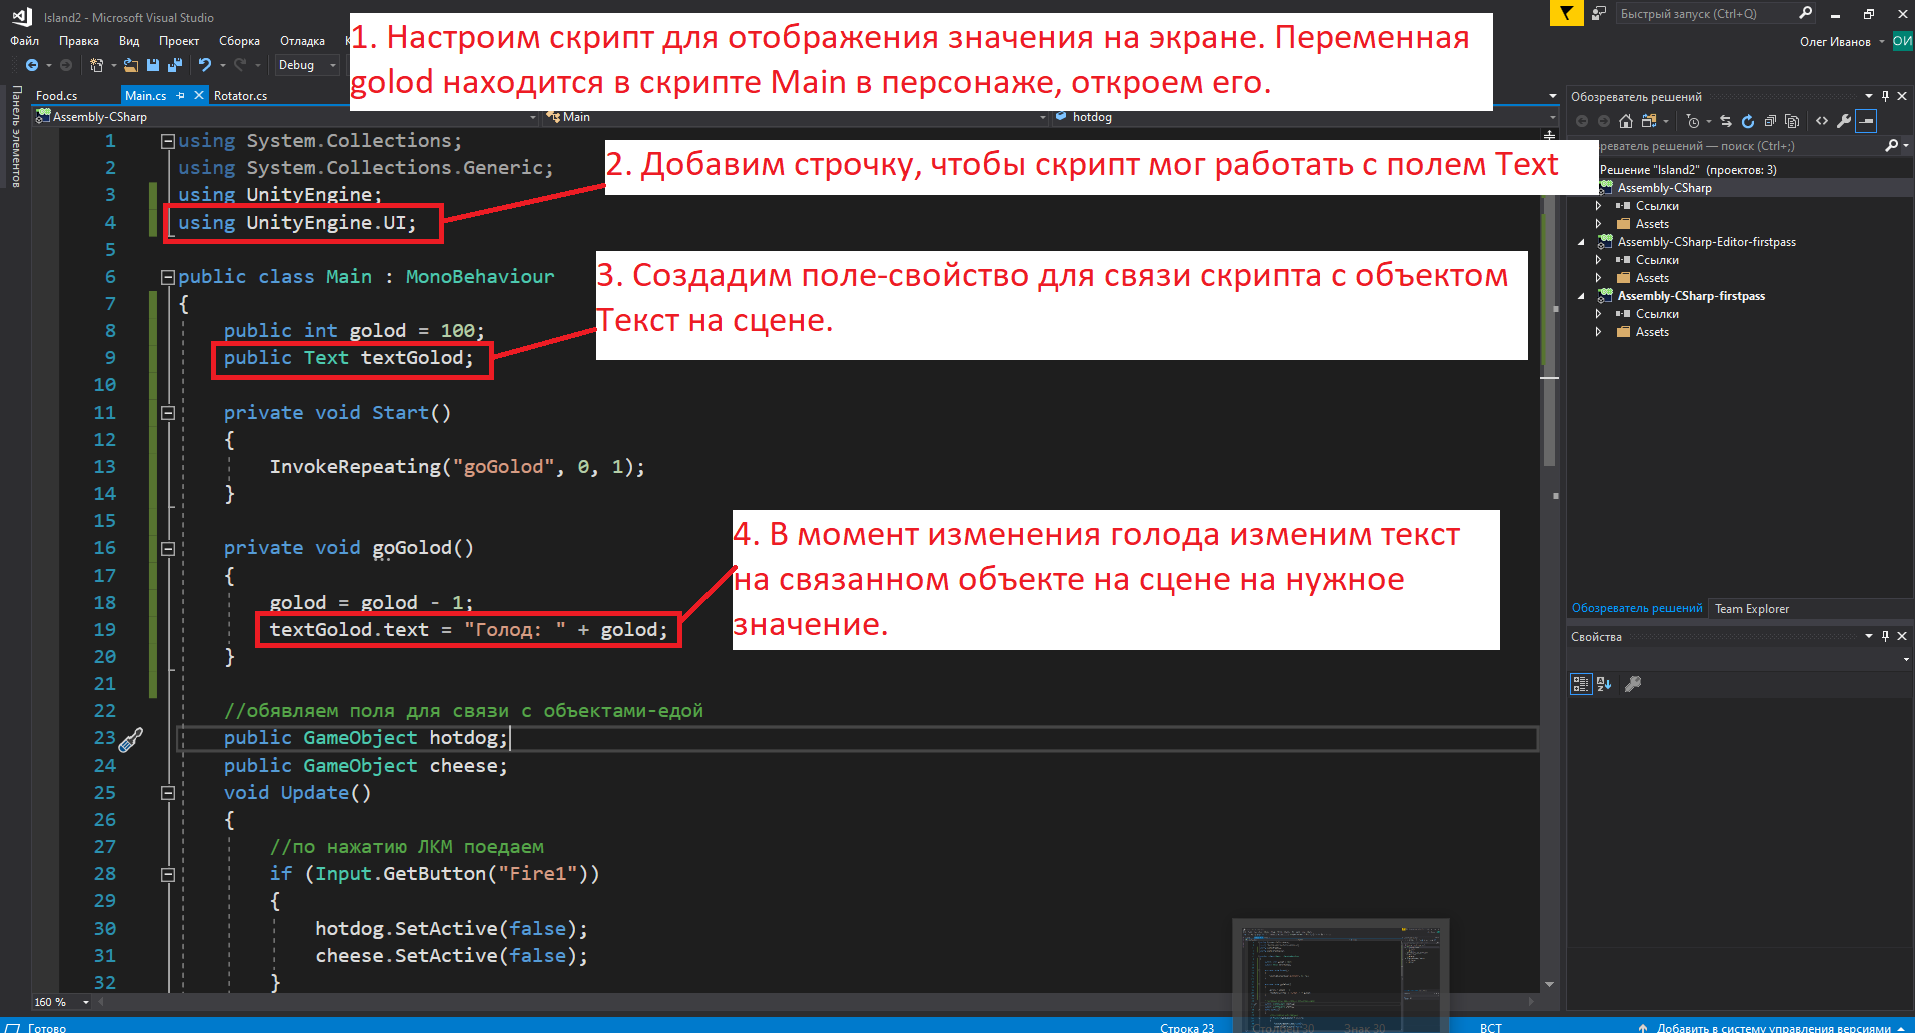 Island2 - Microsoft Visual Studio
Быстрый запуск (Ctrl+Q)
Файл Правка Вид Проект Сборка Отладка
Олег Иванов
ОИ
Debug
1. Настроим скрипт для отображения значения на экране. Переменная
golod находится в скрипте Main в персонаже, откроем его.
Панель элементов
Food.cs Main.cs Rotator.cs
Assembly-CSharp Main hotdog
1 using System.Collections;
2 using System.Collections.Generic;
3 using UnityEngine;
4 using UnityEngine.UI;
5
6 public class Main : MonoBehaviour
7 {
8 public int golod = 100;
9 public Text textGolod;
10
11 private void Start()
12 {
13 InvokeRepeating("goGolod", 0, 1);
14 }
15
16 private void goGolod()
17 {
18 golod = golod - 1;
19 textGolod.text = "Голод: " + golod;
20 }
21
22 //обявляем поля для связи с объектами-едой
23 public GameObject hotdog;
24 public GameObject cheese;
25 void Update()
26 {
27 //по нажатию ЛКМ поедаем
28 if (Input.GetButton("Fire1"))
29 {
30 hotdog.SetActive(false);
31 cheese.SetActive(false);
32 }
2. Добавим строчку, чтобы скрипт мог работать с полем Text
3. Создадим поле-свойство для связи скрипта с объектом
Текст на сцене.
4. В момент изменения голода изменим текст
на связанном объекте на сцене на нужное
значение.
Обозреватель решений
решений — поиск (Ctrl+;)
Решение "Island2" (проектов: 3)
Assembly-CSharp
Ссылки
Assets
Assembly-CSharp-Editor-firstpass
Ссылки
Assets
Assembly-CSharp-firstpass
Ссылки
Assets
Обозреватель решений Team Explorer
Свойства
160 %
Готово
Строка 23 Столбец 30 Знак 30 ВСТ
Добавить в систему управления версиями